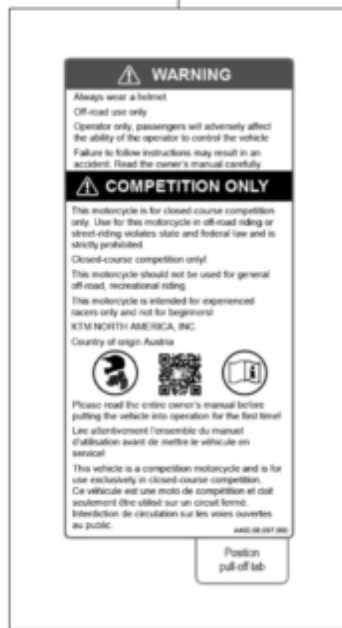 WARNING
Always wear a helmet
Off-road use only
Operator only, passengers will adversely affect
the ability of the operator to control the vehicle
Failure to follow instructions may result in an
accident. Read the owner's manual carefully.
COMPETITION ONLY
This motorcycle is for closed course competition
only. Use for this motorcycle in off-road riding or
street-riding violates state and federal law and is
strictly prohibited.
Closed-course competition only!
This motorcycle should not be used for general
off-road, recreational riding.
This motorcycle is intended for experienced
racers only and not for beginners!
KTM NORTH AMERICA, INC.
Country of origin Austria
Please read the entire owner's manual before
putting the vehicle into operation for the first time!
Lire attentivement l'ensemble du manuel
d'utilisation avant de mettre le véhicule en
service!
This vehicle is a competition motorcycle and is for
use exclusively in closed-course competition.
Ce véhicule est une moto de compétition et doit
seulement être utilisé sur un circuit fermé.
Interdiction de circulation sur les voies ouvertes
au public.
Position
pull-off tab